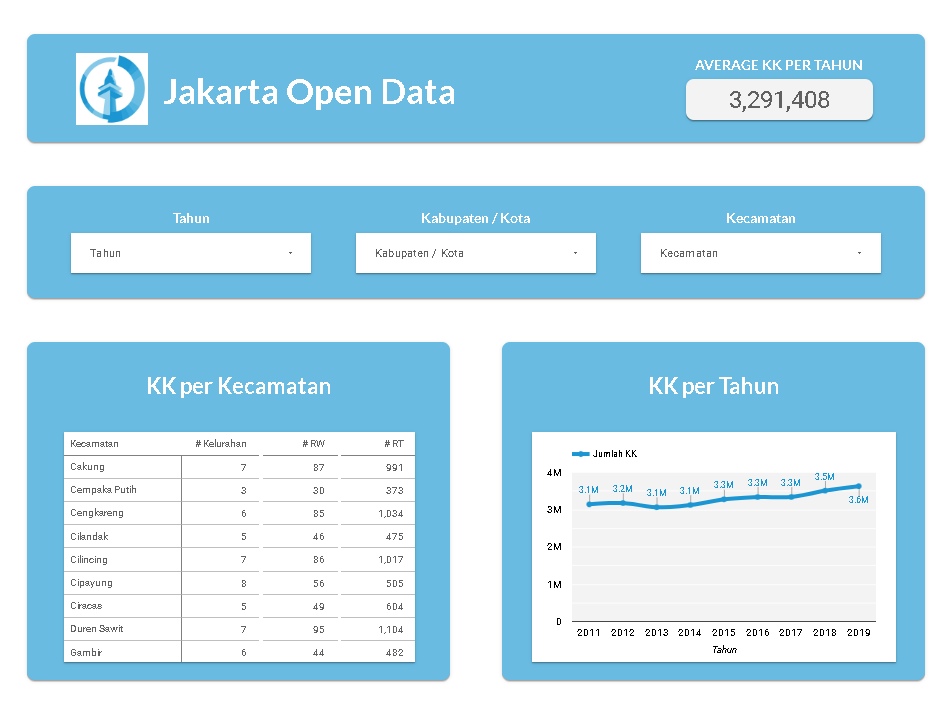 AVERAGE KK PER TAHUN
Jakarta Open Data
3,291,408
Tahun Kabupaten / Kota Kecamatan
Tahun Kabupaten / Kota Kecamatan
KK per Kecamatan
Kecamatan # Kelurahan # RW # RT
Cakung 7 87 991
Cempaka Putih 3 30 373
Cengkareng 6 85 1,034
Cilandak 5 46 475
Cilincing 7 86 1,017
Cipayung 8 56 505
Ciracas 5 49 604
Duren Sawit 7 95 1,104
Gambir 6 44 482
KK per Tahun
Jumlah KK
4M
3M
2M
1M
0
3.1M 3.2M 3.1M 3.1M 3.3M 3.3M 3.3M 3.5M 3.6M
2011 2012 2013 2014 2015 2016 2017 2018 2019
Tahun